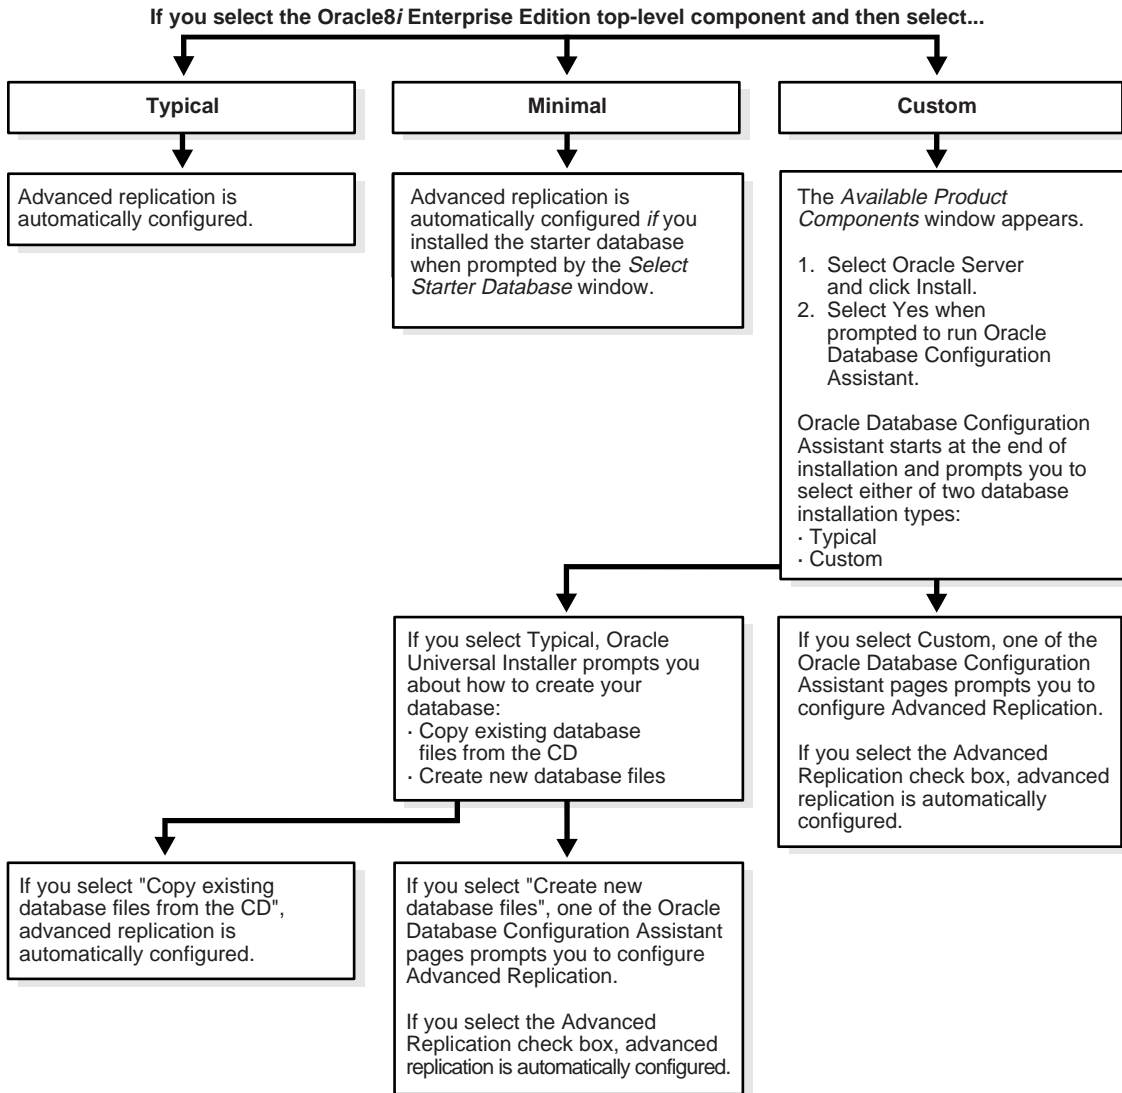 If you select the Oracle8i Enterprise Edition top-level component and then select...
Typical
Minimal
Custom
Advanced replication is
automatically configured.
Advanced replication is
automatically configured if you
installed the starter database
when prompted by the Select
Starter Database window.
The Available Product
Components window appears.
1. Select Oracle Server
and click Install.
2. Select Yes when
prompted to run Oracle
Database Configuration
Assistant.
Oracle Database Configuration
Assistant starts at the end of
installation and prompts you to
select either of two database
installation types:
· Typical
· Custom
If you select Typical, Oracle
Universal Installer prompts you
about how to create your
database:
· Copy existing database
files from the CD
· Create new database files
If you select Custom, one of the
Oracle Database Configuration
Assistant pages prompts you to
configure Advanced Replication.
If you select the Advanced
Replication check box, advanced
replication is automatically
configured.
If you select "Copy existing
database files from the CD",
advanced replication is
automatically configured.
If you select "Create new
database files", one of the Oracle
Database Configuration Assistant
pages prompts you to configure
Advanced Replication.
If you select the Advanced
Replication check box, advanced
replication is automatically configured.